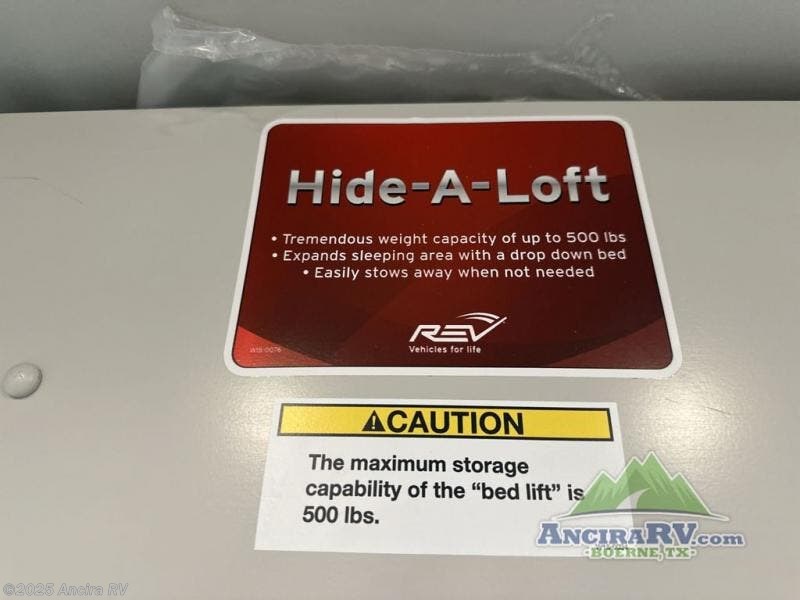 Hide-A-Loft
• Tremendous weight capacity of up to 500 lbs
• Expands sleeping area with a drop down bed
• Easily stows away when not needed
REV
Vehicles for life
⚠CAUTION
The maximum storage
capability of the “bed lift” is
500 lbs.
ANCIRARV.com
BOERNE, TX
©2025 Ancira RV